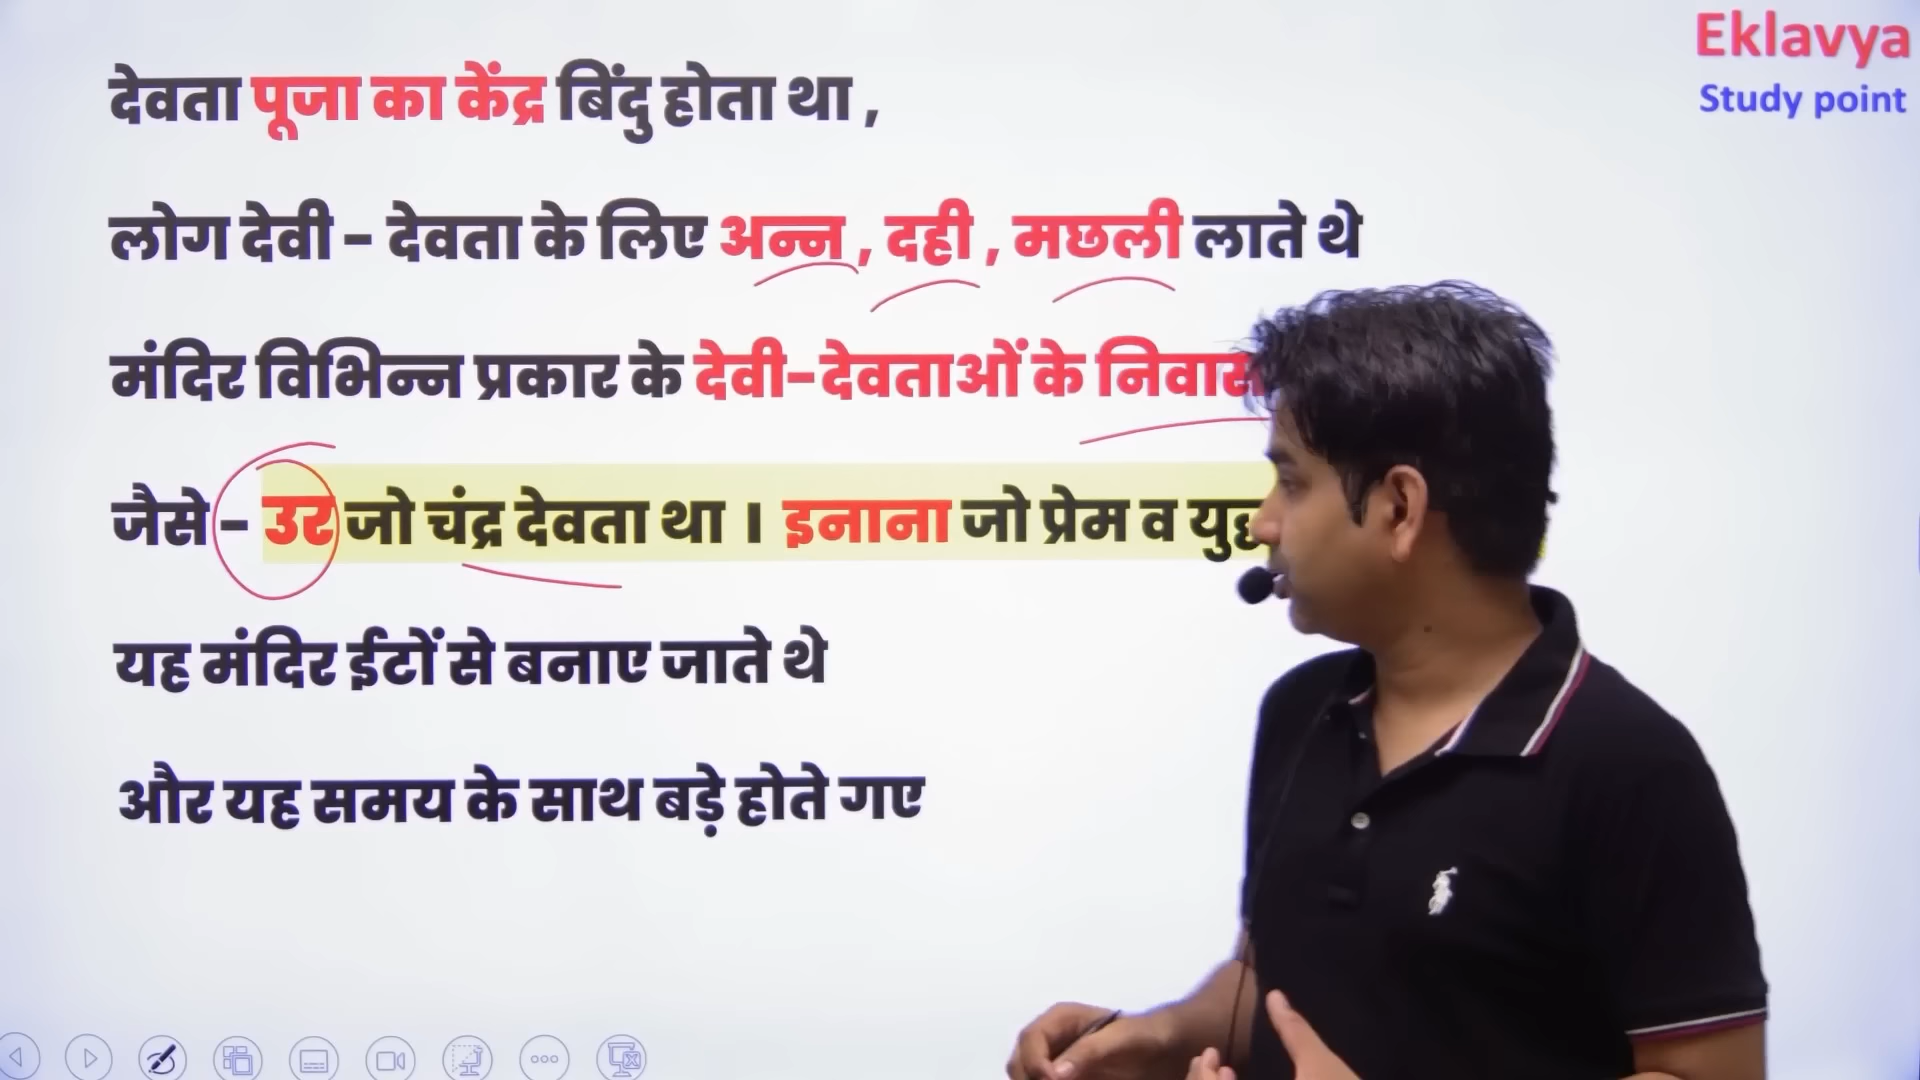 Eklavya
Study point
देवता पूजा का केंद्र बिंदु होता था ,
लोग देवी - देवता के लिए अन्न , दही , मछली लाते थे
मंदिर विभिन्न प्रकार के देवी-देवताओं के निवास
जैसे - उर जो चंद्र देवता था । इनाना जो प्रेम व
यह मंदिर ईटों से बनाए जाते थे
और यह समय के साथ बड़े होते गए